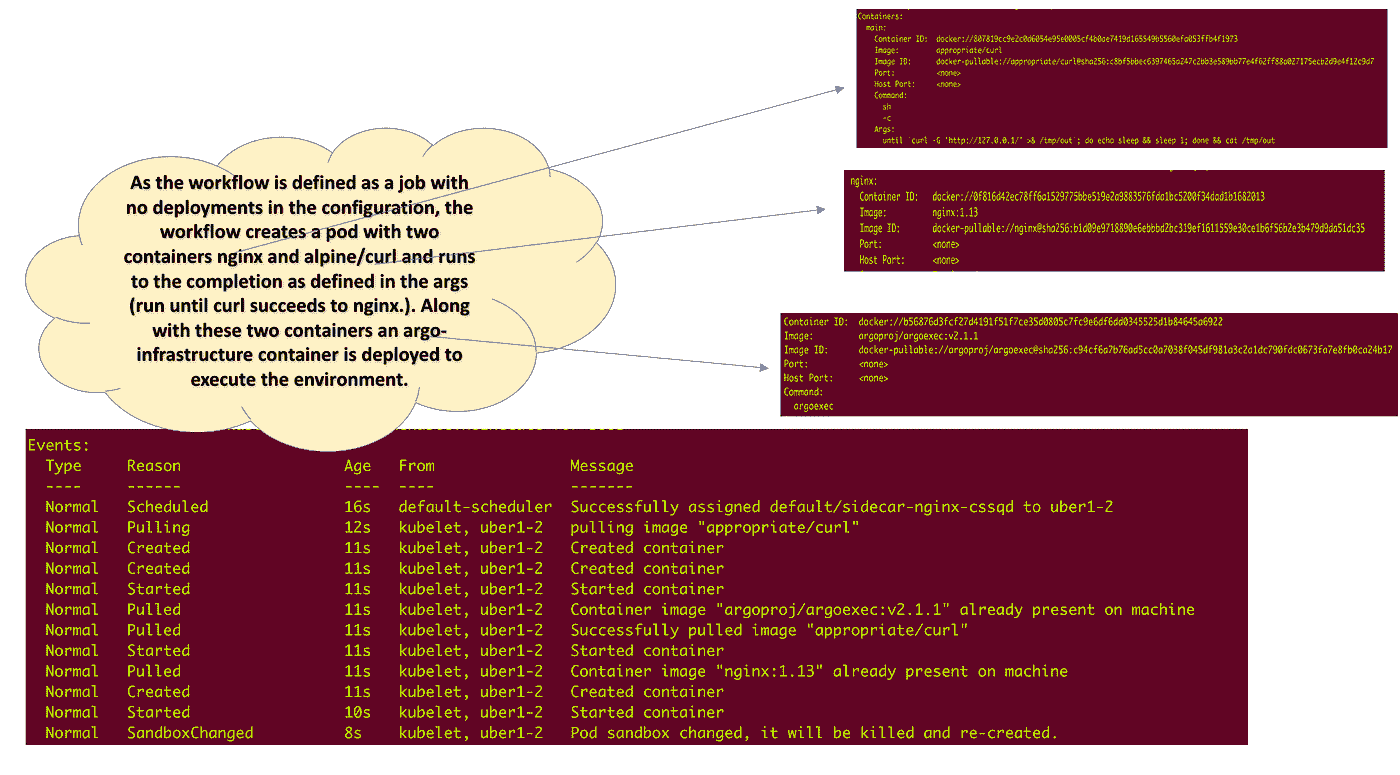 Containers:
main:
Container ID: docker://807819cc9e2c0d6054e95e0005cf4b0ae7419d165549b5560efa053ffb4f1973
Image: appropriate/curl
Image ID: docker-pullable://appropriate/curl@sha256:c8bf5bbec6397465a247c2bb3e589bb77e4f62ff88a027175ecb2d9e4f12c9d7
Port: <none>
Host Port: <none>
Command:
sh
-c
Args:
until `curl -G 'http://127.0.0.1/' >& /tmp/out`; do echo sleep && sleep 1; done && cat /tmp/out
As the workflow is defined as a job with
no deployments in the configuration, the
workflow creates a pod with two
containers nginx and alpine/curl and runs
to the completion as defined in the args
(run until curl succeeds to nginx.). Along
with these two containers an argo-
infrastructure container is deployed to
execute the environment.
nginx:
Container ID: docker://0f816d42ec78ff6a1529775bbe519e2a9883576fda1bc5200f34dad1b1682013
Image: nginx:1.13
Image ID: docker-pullable://nginx@sha256:b1d09e9718890e6ebbbd2bc319ef1611559e30ce1b6f56b2e3b479d9da51dc35
Port: <none>
Host Port: <none>
Container ID: docker://b56876d3fcf27d4191f51f7ce35d0805c7fc9e6df6dd0345525d1b84645a6922
Image: argoproj/argoexec:v2.1.1
Image ID: docker-pullable://argoproj/argoexec@sha256:c94cf6a7b76ad5cc0a7038f045df981a3c2a1dc790fdc0673fa7e8fb0ca24b17
Port: <none>
Host Port: <none>
Command:
argoexec
Events:
Type Reason Age From Message
---- ------ ---- ---- -------
Normal Scheduled 16s default-scheduler Successfully assigned default/sidecar-nginx-cssqd to uber1-2
Normal Pulling 12s kubelet, uber1-2 pulling image "appropriate/curl"
Normal Created 11s kubelet, uber1-2 Created container
Normal Created 11s kubelet, uber1-2 Created container
Normal Started 11s kubelet, uber1-2 Started container
Normal Pulled 11s kubelet, uber1-2 Container image "argoproj/argoexec:v2.1.1" already present on machine
Normal Pulled 11s kubelet, uber1-2 Successfully pulled image "appropriate/curl"
Normal Started 11s kubelet, uber1-2 Started container
Normal Pulled 11s kubelet, uber1-2 Container image "nginx:1.13" already present on machine
Normal Created 11s kubelet, uber1-2 Created container
Normal Started 10s kubelet, uber1-2 Started container
Normal SandboxChanged 8s kubelet, uber1-2 Pod sandbox changed, it will be killed and re-created.